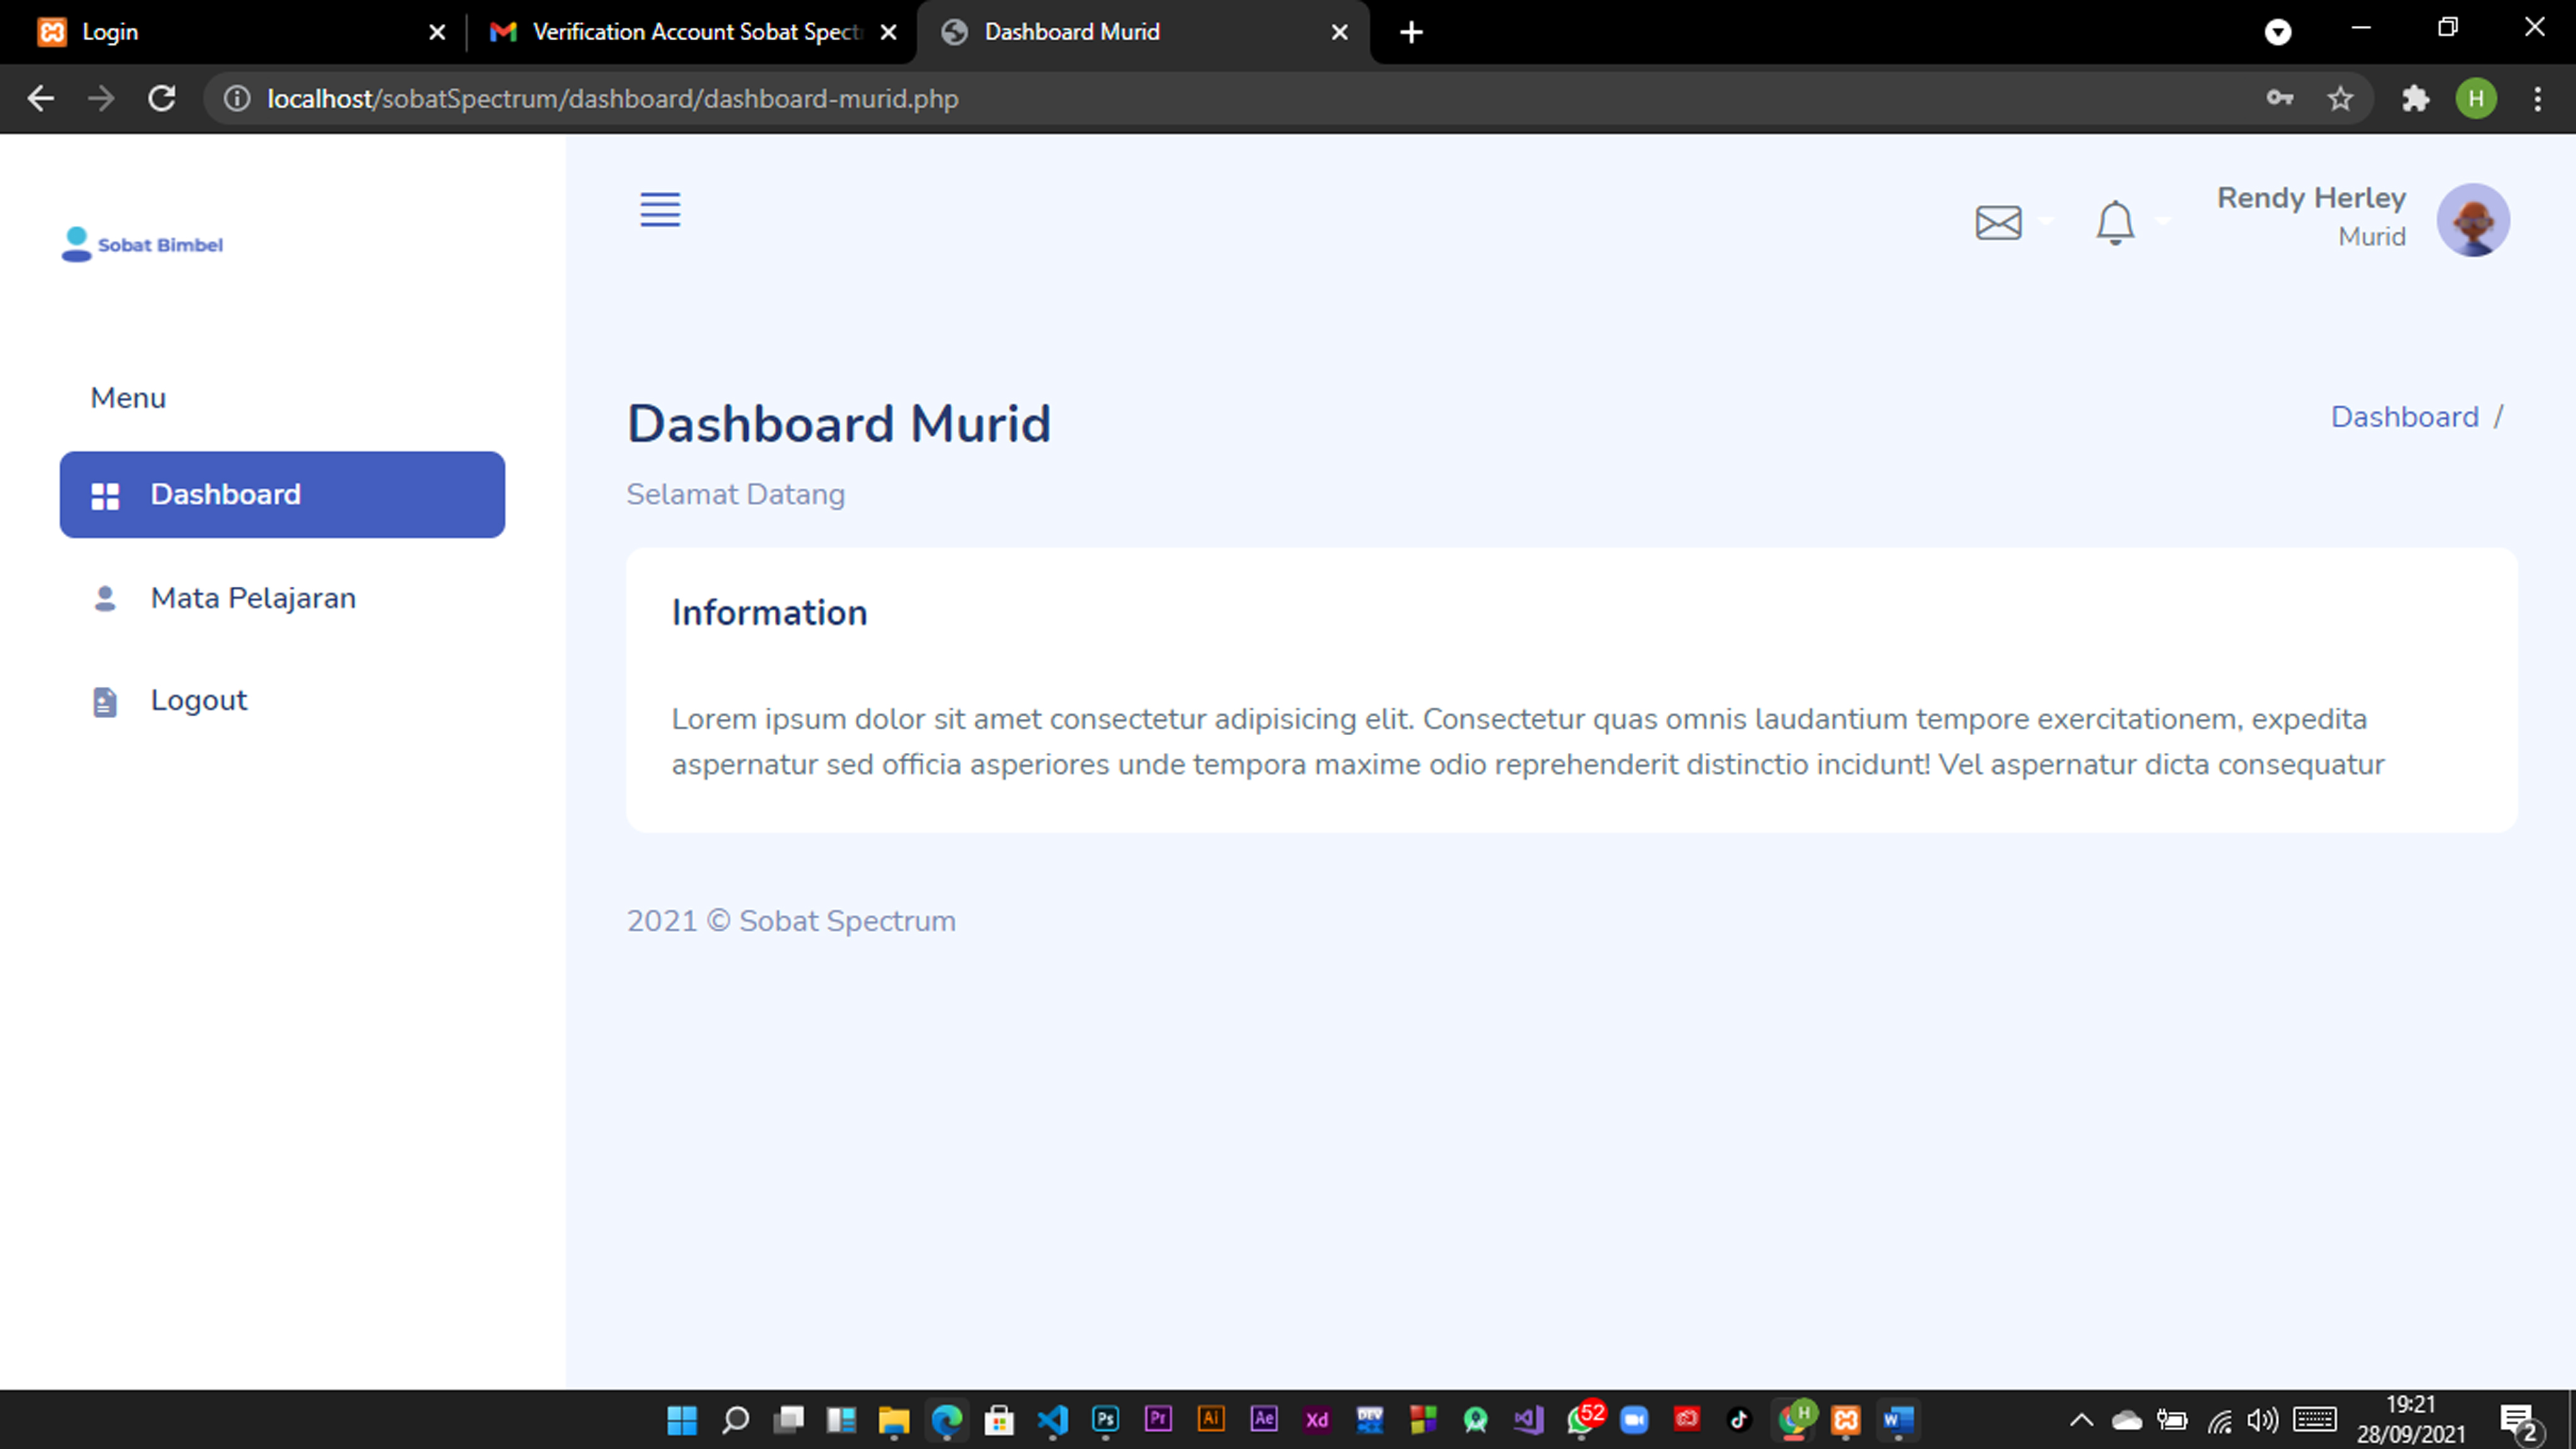 Login
Verification Account Sobat Spect
Dashboard Murid
localhost/sobatSpectrum/dashboard/dashboard-murid.php
H
Sobat Bimbel
Rendy Herley
Murid
Menu
Dashboard
Mata Pelajaran
Logout
Dashboard Murid
Dashboard /
Selamat Datang
Information
Lorem ipsum dolor sit amet consectetur adipisicing elit. Consectetur quas omnis laudantium tempore exercitationem, expedita
aspernatur sed officia asperiores unde tempora maxime odio reprehenderit distinctio incidunt! Vel aspernatur dicta consequatur
2021 © Sobat Spectrum
Ps
Pr
Ai
Ae
Xd
DEV
52
H
W
19:21
28/09/2021
2